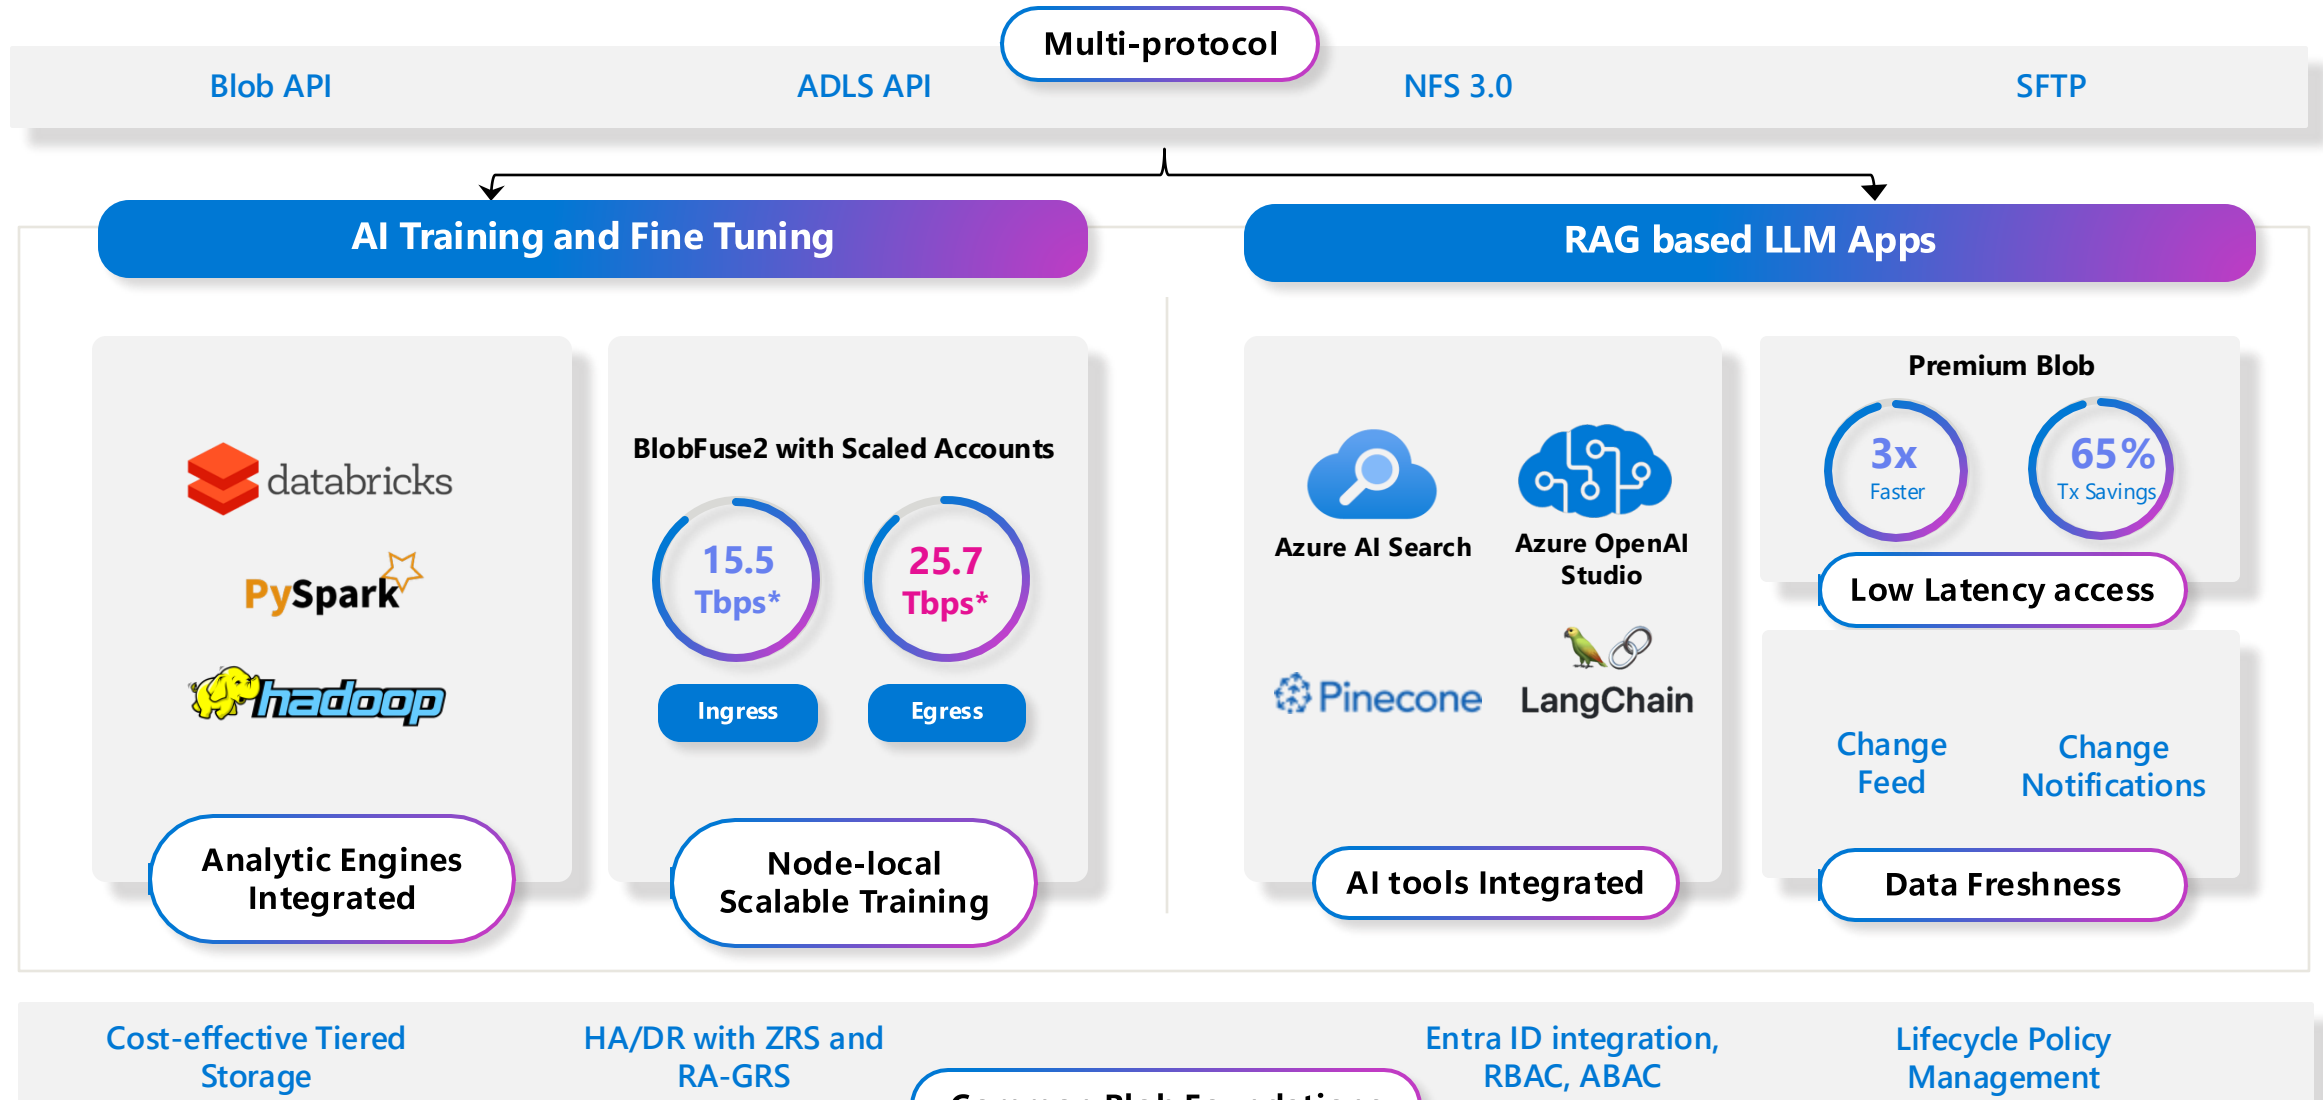 Multi-protocol
Blob API
ADLS API
NFS 3.0
SFTP
AI Training and Fine Tuning
RAG based LLM Apps
databricks
PySpark
hadoop
Analytic Engines
Integrated
BlobFuse2 with Scaled Accounts
15.5
Tbps*
25.7
Tbps*
Ingress
Egress
Node-local
Scalable Training
Azure AI Search
Azure OpenAI
Studio
Pinecone
LangChain
AI tools Integrated
Premium Blob
3x
Faster
65%
Tx Savings
Low Latency access
Change
Feed
Change
Notifications
Data Freshness
Cost-effective Tiered
Storage
HA/DR with ZRS and
RA-GRS
Entra ID integration,
RBAC, ABAC
Lifecycle Policy
Management
Common Blob Foundations